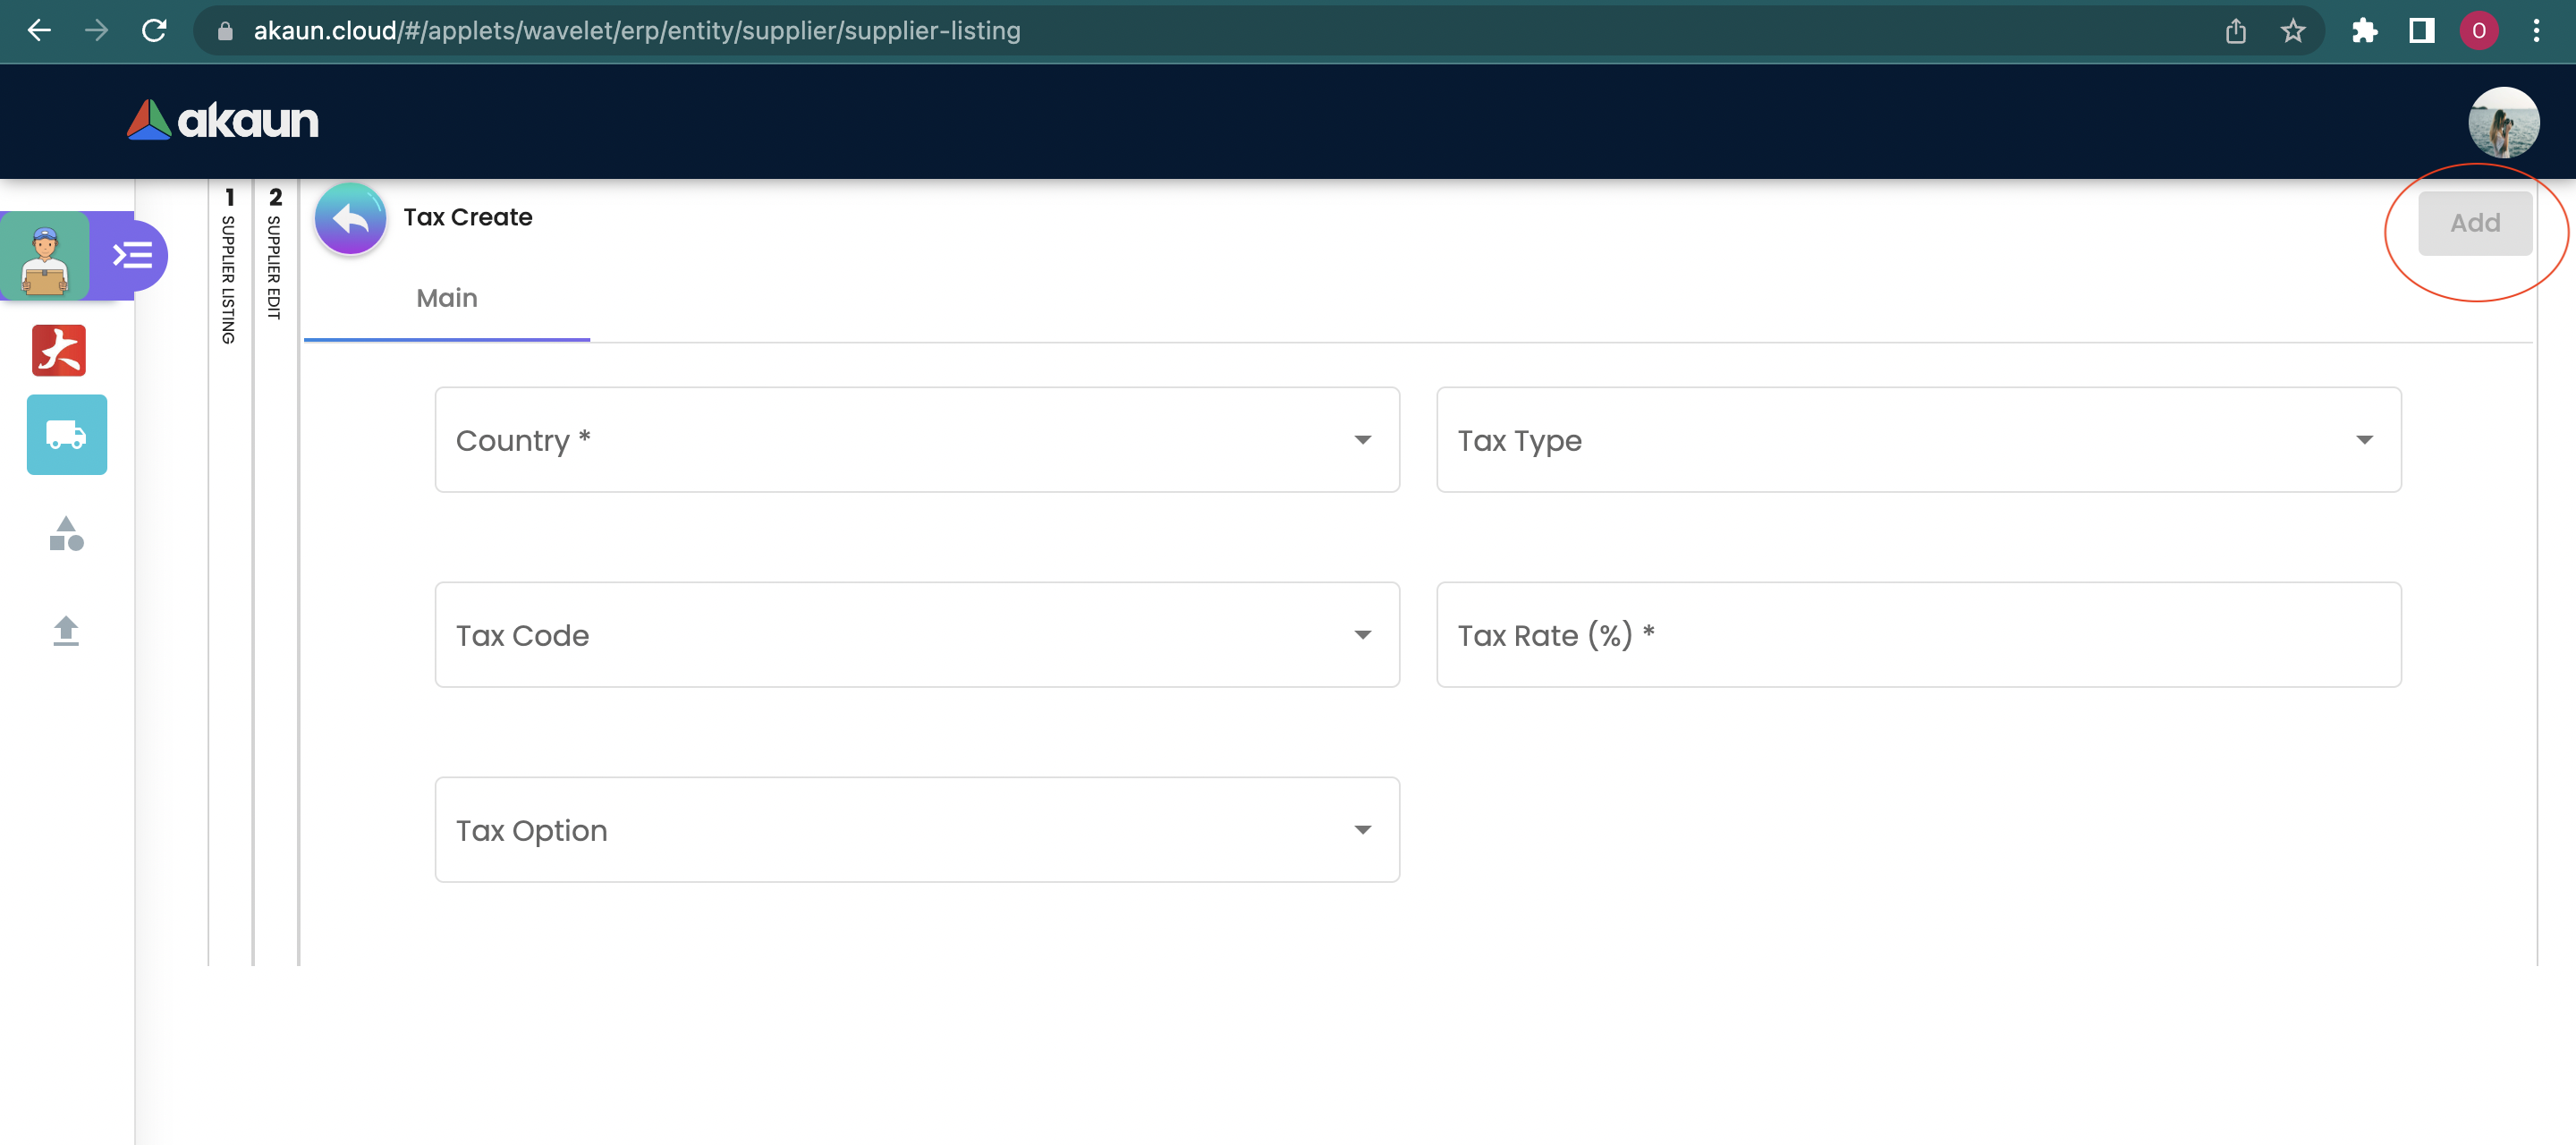 akaun.cloud/#/applets/wavelet/erp/entity/supplier/supplier-listing
O
akaun
1 SUPPLIER LISTING
2 SUPPLIER EDIT
Tax Create
Add
Main
Country *
Tax Type
Tax Code
Tax Rate (%) *
Tax Option